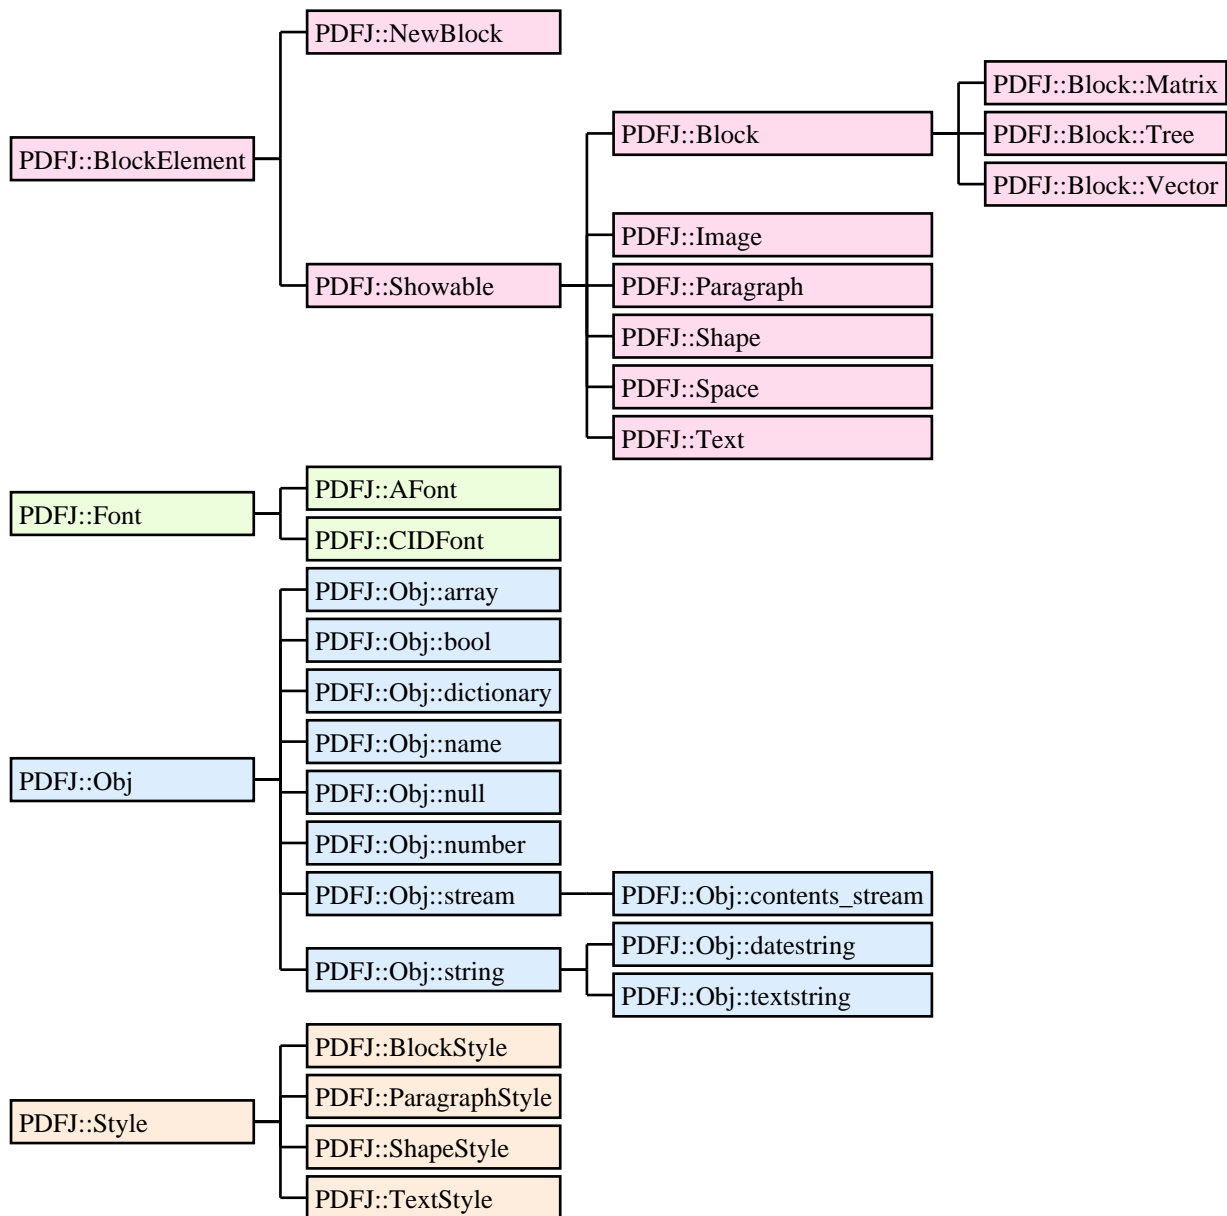 PDFJ::BlockElement
PDFJ::NewBlock
PDFJ::Showable
PDFJ::Block
PDFJ::Block::Matrix
PDFJ::Block::Tree
PDFJ::Block::Vector
PDFJ::Image
PDFJ::Paragraph
PDFJ::Shape
PDFJ::Space
PDFJ::Text
PDFJ::Font
PDFJ::AFont
PDFJ::CIDFont
PDFJ::Obj
PDFJ::Obj::array
PDFJ::Obj::bool
PDFJ::Obj::dictionary
PDFJ::Obj::name
PDFJ::Obj::null
PDFJ::Obj::number
PDFJ::Obj::stream
PDFJ::Obj::contents_stream
PDFJ::Obj::string
PDFJ::Obj::datestring
PDFJ::Obj::textstring
PDFJ::Style
PDFJ::BlockStyle
PDFJ::ParagraphStyle
PDFJ::ShapeStyle
PDFJ::TextStyle